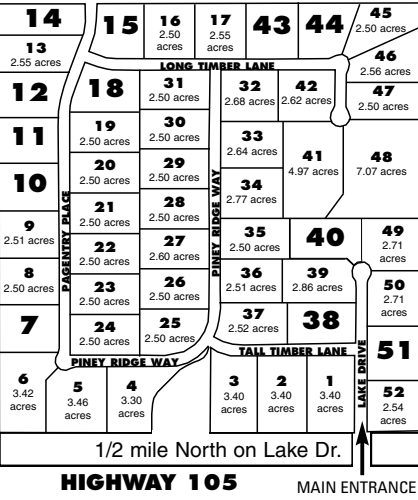 14
15
16
2.50
acres
17
2.55
acres
43
44
45
2.50 acres
13
2.55 acres
46
2.56 acres
LONG TIMBER LANE
12
18
31
2.50 acres
32
2.68 acres
42
2.62 acres
47
2.50 acres
11
19
2.50 acres
30
2.50 acres
33
2.64 acres
41
4.97 acres
48
7.07 acres
10
20
2.50 acres
29
2.50 acres
34
2.77 acres
PAGENTRY PLACE
PINEY RIDGE WAY
21
2.50 acres
28
2.50 acres
9
2.51 acres
22
2.50 acres
27
2.60 acres
35
2.50 acres
40
49
2.71
acres
8
2.50 acres
23
2.50 acres
26
2.50 acres
36
2.51 acres
39
2.86 acres
50
2.71
acres
7
24
2.50 acres
25
2.50 acres
37
2.52 acres
38
51
TALL TIMBER LANE
LAKE DRIVE
PINEY RIDGE WAY
6
3.42
acres
5
3.46
acres
4
3.30
acres
3
3.40
acres
2
3.40
acres
1
3.40
acres
52
2.54
acres
1/2 mile North on Lake Dr.
HIGHWAY 105
MAIN ENTRANCE